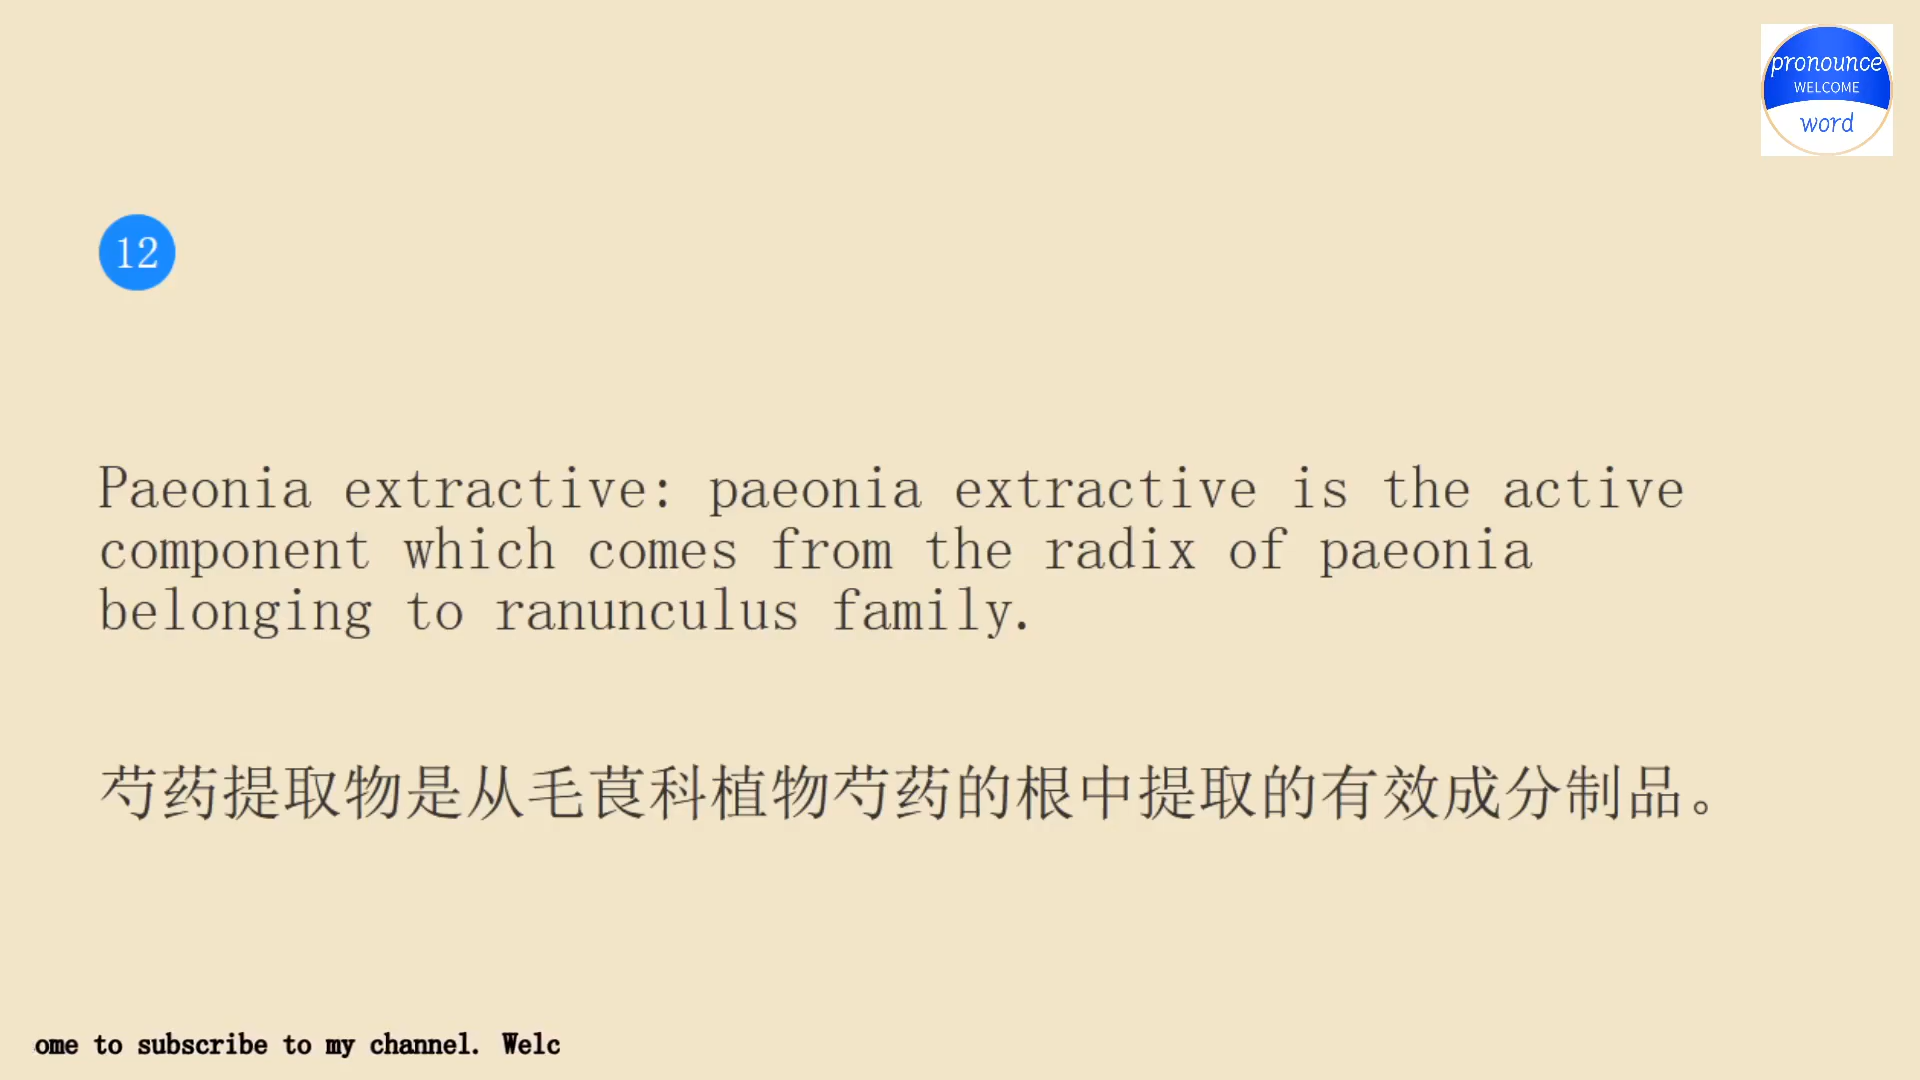 pronounce
WELCOME
word
12
Paeonia extractive: paeonia extractive is the active
component which comes from the radix of paeonia
belonging to ranunculus family.
芍药提取物是从毛茛科植物芍药的根中提取的有效成分制品。
ome to subscribe to my channel. Welc